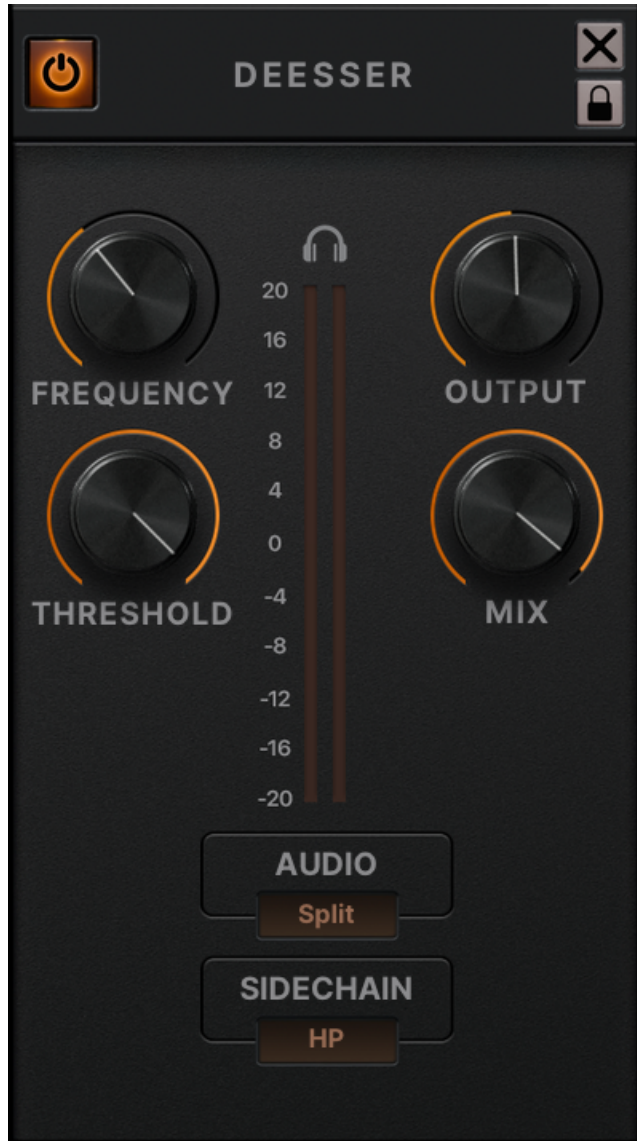 DEESSER
FREQUENCY
OUTPUT
THRESHOLD
MIX
20
16
12
8
4
0
-4
-8
-12
-16
-20
AUDIO
Split
SIDECHAIN
HP